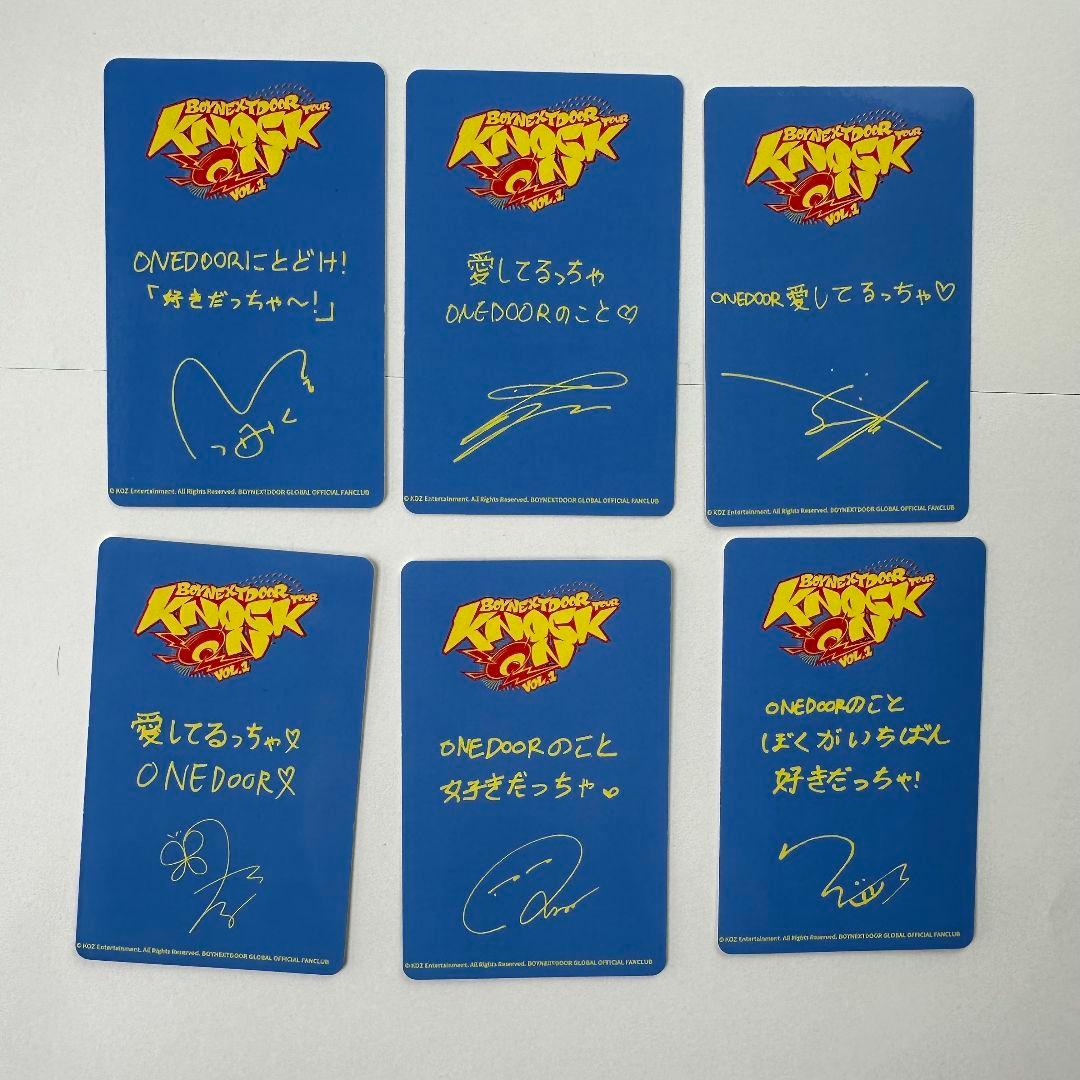 BOYNEXTDOOR TOUR
KNOCK
ON
VOL.1
ONEDOORにとどけ!
「好きだっちゃ〜!」
© KOZ Entertainment. All Rights Reserved. BOYNEXTDOOR GLOBAL OFFICIAL FANCLUB
BOYNEXTDOOR TOUR
KNOCK
ON
VOL.1
愛してるっちゃ
ONEDOORのこと♡
© KOZ Entertainment. All Rights Reserved. BOYNEXTDOOR GLOBAL OFFICIAL FANCLUB
BOYNEXTDOOR TOUR
KNOCK
ON
VOL.1
ONEDOOR愛してるっちゃ♡
© KOZ Entertainment. All Rights Reserved. BOYNEXTDOOR GLOBAL OFFICIAL FANCLUB
BOYNEXTDOOR TOUR
KNOCK
ON
VOL.1
愛してるっちゃ♡
ONEDOOR♡
© KOZ Entertainment. All Rights Reserved. BOYNEXTDOOR GLOBAL OFFICIAL FANCLUB
BOYNEXTDOOR TOUR
KNOCK
ON
VOL.1
ONEDOORのこと
好きだっちゃ♥
© KOZ Entertainment. All Rights Reserved. BOYNEXTDOOR GLOBAL OFFICIAL FANCLUB
BOYNEXTDOOR TOUR
KNOCK
ON
VOL.1
ONEDOORのこと
ぼくがいちばん
好きだっちゃ!
© KOZ Entertainment. All Rights Reserved. BOYNEXTDOOR GLOBAL OFFICIAL FANCLUB